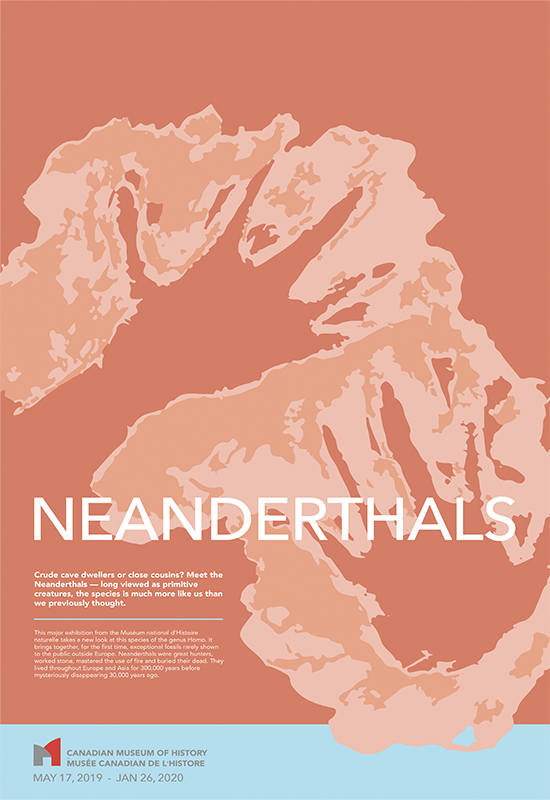 NEANDERTHALS
Crude cave dwellers or close cousins? Meet the
Neanderthals — long viewed as primitive
creatures, the species is much more like us than
we previously thought.
This major exhibition from the Muséum national d'Histoire
naturelle takes a new look at this species of the genus Homo. It
brings together, for the first time, exceptional fossils rarely shown
to the public outside Europe. Neanderthals were great hunters,
worked stone, mastered the use of fire and buried their dead. They
lived throughout Europe and Asia for 300,000 years before
mysteriously disappearing 30,000 years ago.
CANADIAN MUSEUM OF HISTORY
MUSÉE CANADIAN DE L'HISTORE
MAY 17, 2019 - JAN 26, 2020